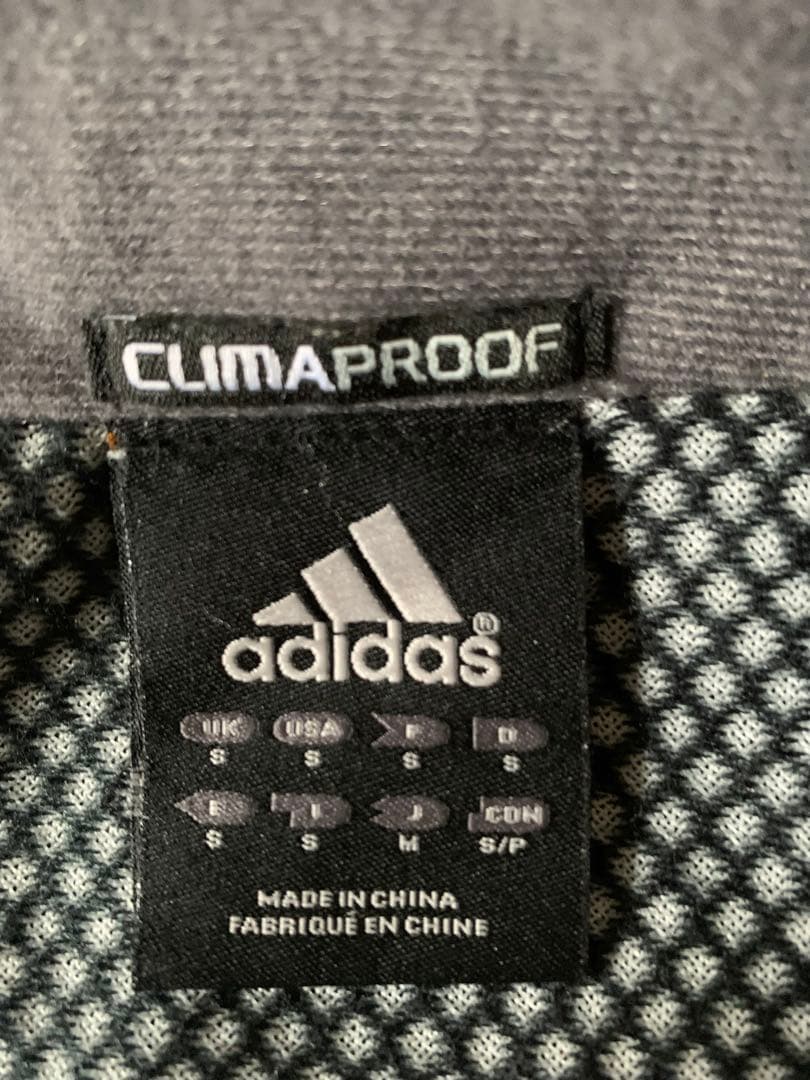 CLIMAPROOF
adidas®
UK USA F D
S S S S
E I J CDN
S S M S/P
MADE IN CHINA
FABRIQUÉ EN CHINE